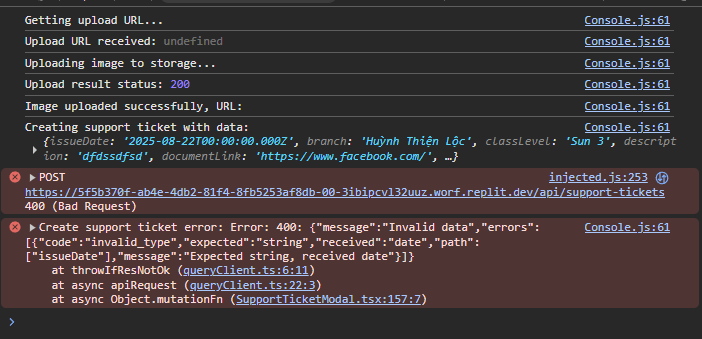 Getting upload URL... Console.js:61
Upload URL received: undefined Console.js:61
Uploading image to storage... Console.js:61
Upload result status: 200 Console.js:61
Image uploaded successfully, URL: Console.js:61
Creating support ticket with data: Console.js:61
{issueDate: '2025-08-22T00:00:00.000Z', branch: 'Huỳnh Thiện Lộc', classLevel: 'Sun 3', descript
ion: 'dfdssdfsd', documentLink: 'https://www.facebook.com/', …}
POST injected.js:253
https://5f5b370f-ab4e-4db2-81f4-8fb5253af8db-00-3ibipcvl32uuz.worf.replit.dev/api/support-tickets
400 (Bad Request)
Create support ticket error: Error: 400: {"message":"Invalid data","errors": Console.js:61
[{"code":"invalid_type","expected":"string","received":"date","path":
["issueDate"],"message":"Expected string, received date"}]}
at throwIfResNotOk (queryClient.ts:6:11)
at async apiRequest (queryClient.ts:22:3)
at async Object.mutationFn (SupportTicketModal.tsx:157:7)